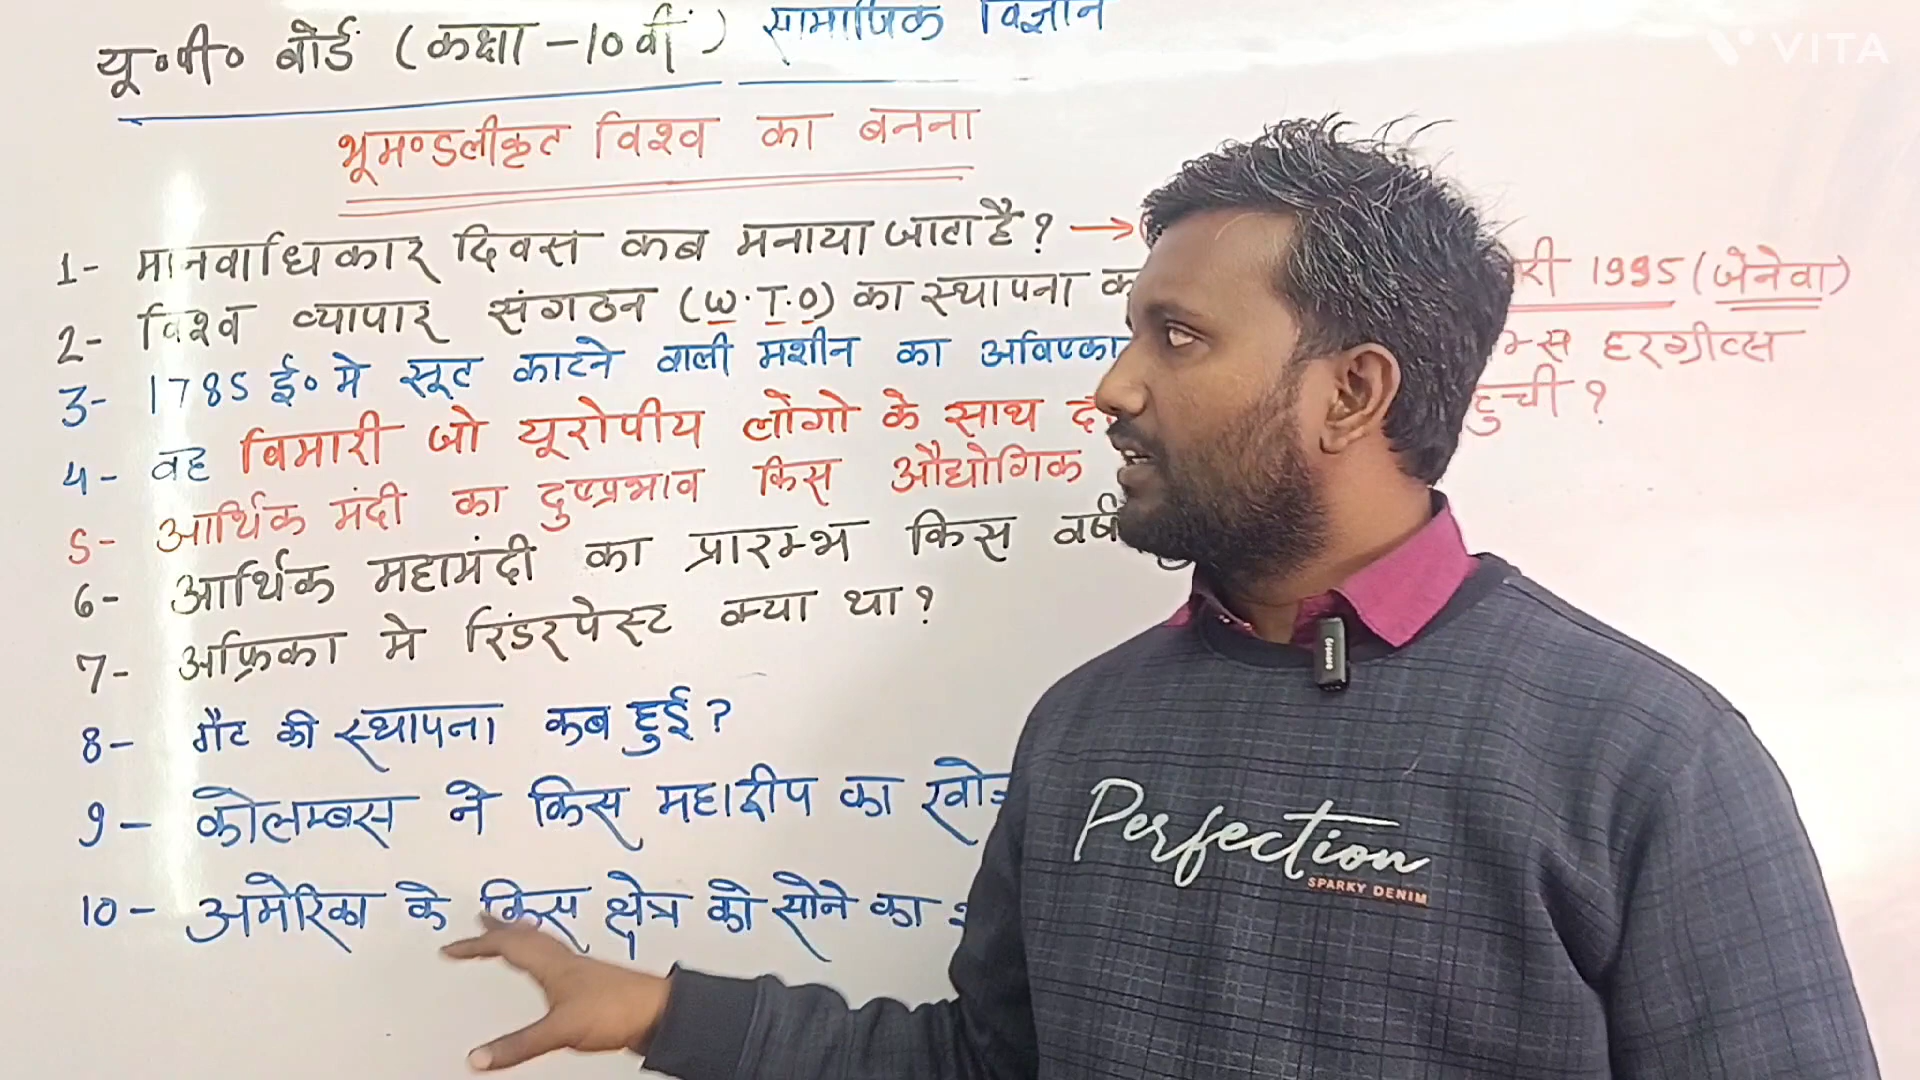 यू०पी० बोर्ड (कक्षा -10वीं) सामाजिक विज्ञान
VITA
भूमण्डलीकृत विश्व का बनना
1- मानवाधिकार दिवस कब मनाया जाता है? →
2- विश्व व्यापार संगठन (W.T.O) का स्थापना री 1995 (जेनेवा)
3- 1785 ई० मे सूट काटने वाली मशीन का अविष्का म्स हरग्रीव्स
4- वह बिमारी जो यूरोपीय लोगो के साथ हुची ?
5- आर्थिक मंदी का दुष्प्रभाव किस औद्योगिक
6- आर्थिक महामंदी का प्रारम्भ किस वर्ष
7- अफ्रिका मे रिंडरपेस्ट क्या था ?
8- गैट की स्थापना कब हुई ?
9- कोलम्बस ने किस महाद्वीप का खो
10- अमेरिका के किस क्षेत्र को सोने का
Perfection
SPARKY DENIM